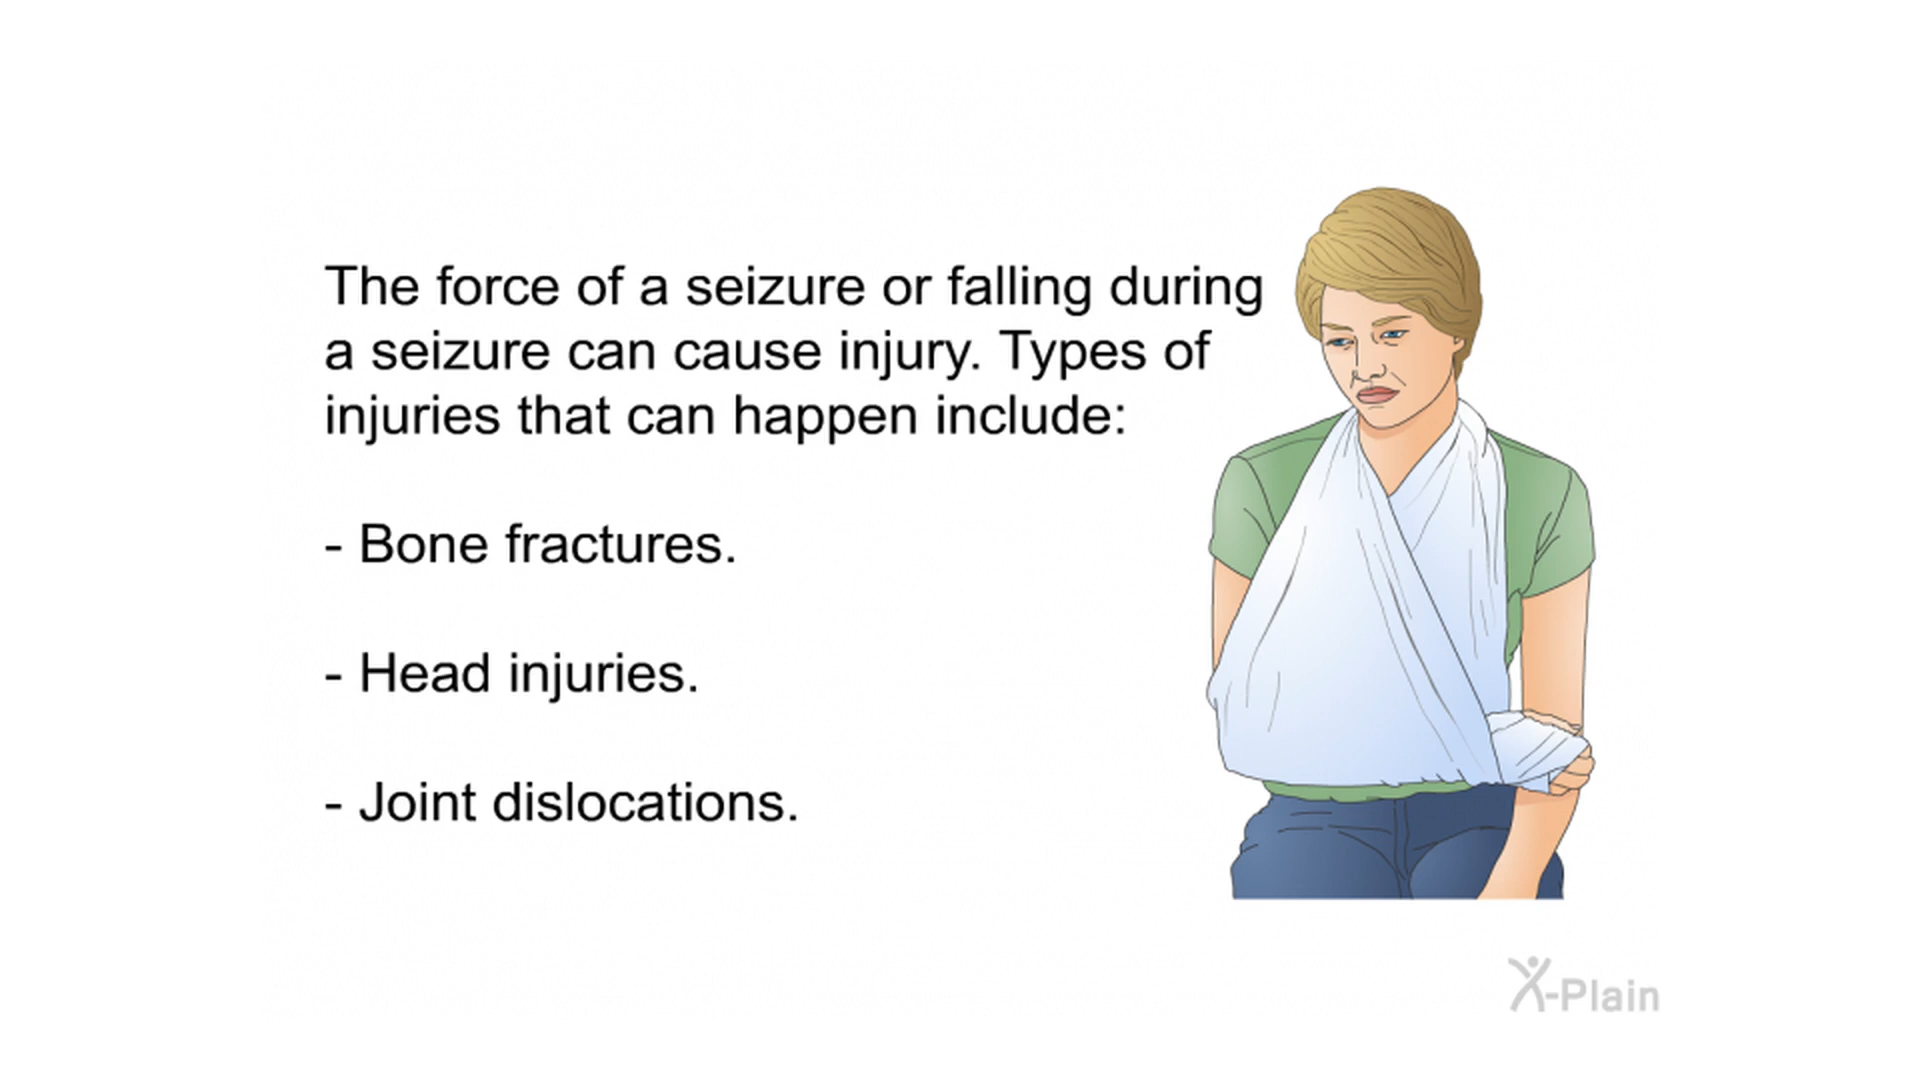 The force of a seizure or falling during
a seizure can cause injury. Types of
injuries that can happen include:
- Bone fractures.
- Head injuries.
- Joint dislocations.
X-Plain